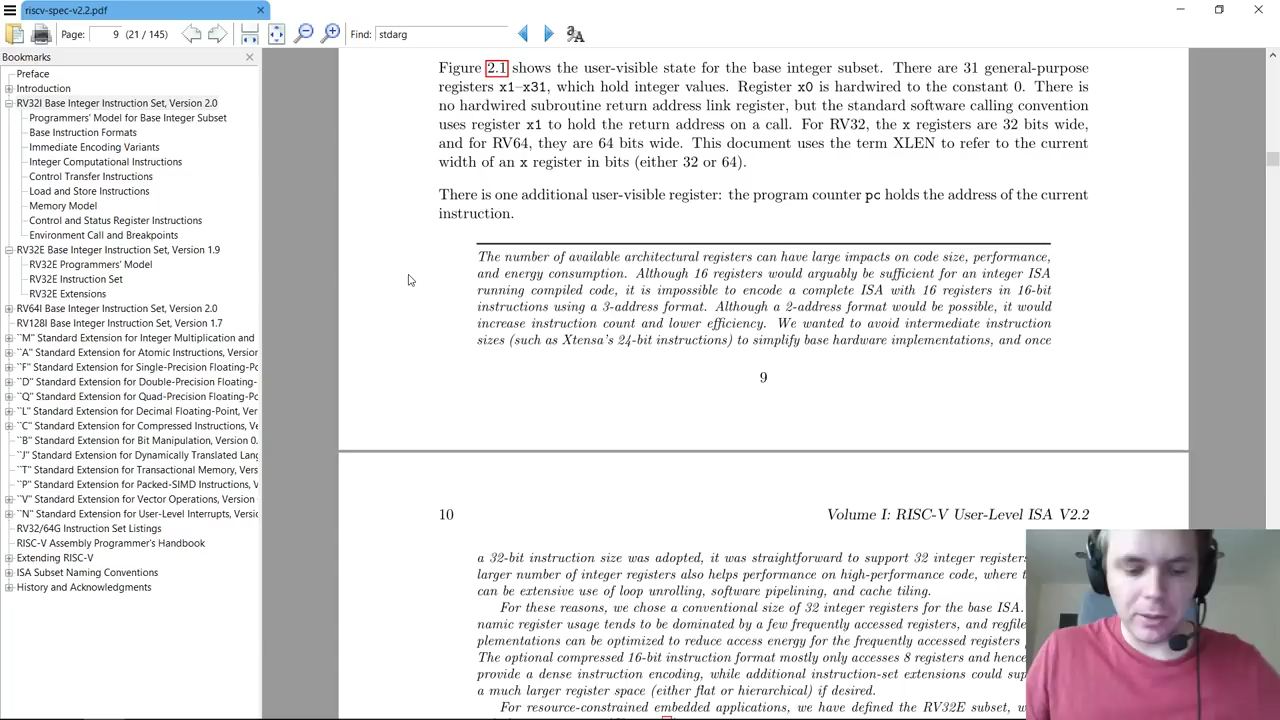 riscv-spec-v2.2.pdf
Page: 9 (21 / 145) Find: stdarg
Bookmarks
Preface
Introduction
RV32I Base Integer Instruction Set, Version 2.0
Programmers' Model for Base Integer Subset
Base Instruction Formats
Immediate Encoding Variants
Integer Computational Instructions
Control Transfer Instructions
Load and Store Instructions
Memory Model
Control and Status Register Instructions
Environment Call and Breakpoints
RV32E Base Integer Instruction Set, Version 1.9
RV32E Programmers' Model
RV32E Instruction Set
RV32E Extensions
RV64I Base Integer Instruction Set, Version 2.0
RV128I Base Integer Instruction Set, Version 1.7
``M" Standard Extension for Integer Multiplication and
``A" Standard Extension for Atomic Instructions, Version
``F" Standard Extension for Single-Precision Floating-Po
``D" Standard Extension for Double-Precision Floating-
``Q" Standard Extension for Quad-Precision Floating-Po
``L" Standard Extension for Decimal Floating-Point, Ver
``C" Standard Extension for Compressed Instructions, Ve
``B" Standard Extension for Bit Manipulation, Version 0.
``J" Standard Extension for Dynamically Translated Lang
``T" Standard Extension for Transactional Memory, Vers
``P" Standard Extension for Packed-SIMD Instructions, V
``V" Standard Extension for Vector Operations, Version
``N" Standard Extension for User-Level Interrupts, Versio
RV32/64G Instruction Set Listings
RISC-V Assembly Programmer's Handbook
Extending RISC-V
ISA Subset Naming Conventions
History and Acknowledgments
Figure 2.1 shows the user-visible state for the base integer subset. There are 31 general-purpose
registers x1–x31, which hold integer values. Register x0 is hardwired to the constant 0. There is
no hardwired subroutine return address link register, but the standard software calling convention
uses register x1 to hold the return address on a call. For RV32, the x registers are 32 bits wide,
and for RV64, they are 64 bits wide. This document uses the term XLEN to refer to the current
width of an x register in bits (either 32 or 64).
There is one additional user-visible register: the program counter pc holds the address of the current
instruction.
The number of available architectural registers can have large impacts on code size, performance,
and energy consumption. Although 16 registers would arguably be sufficient for an integer ISA
running compiled code, it is impossible to encode a complete ISA with 16 registers in 16-bit
instructions using a 3-address format. Although a 2-address format would be possible, it would
increase instruction count and lower efficiency. We wanted to avoid intermediate instruction
sizes (such as Xtensa's 24-bit instructions) to simplify base hardware implementations, and once
9
10 Volume I: RISC-V User-Level ISA V2.2
a 32-bit instruction size was adopted, it was straightforward to support 32 integer registers
larger number of integer registers also helps performance on high-performance code, where t
can be extensive use of loop unrolling, software pipelining, and cache tiling.
For these reasons, we chose a conventional size of 32 integer registers for the base ISA.
namic register usage tends to be dominated by a few frequently accessed registers, and regfile
plementations can be optimized to reduce access energy for the frequently accessed registers
The optional compressed 16-bit instruction format mostly only accesses 8 registers and hence
provide a dense instruction encoding, while additional instruction-set extensions could sup
a much larger register space (either flat or hierarchical) if desired.
For resource-constrained embedded applications, we have defined the RV32E subset, w